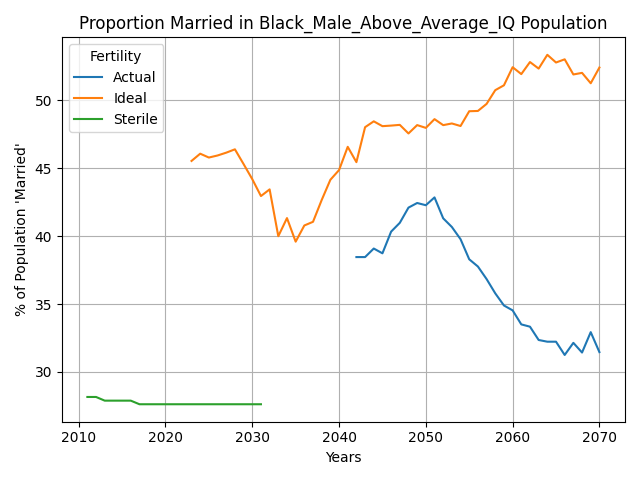 Proportion Married in Black_Male_Above_Average_IQ Population
Fertility
Actual
Ideal
Sterile
% of Population 'Married'
50
45
40
35
30
2010 2020 2030 2040 2050 2060 2070
Years